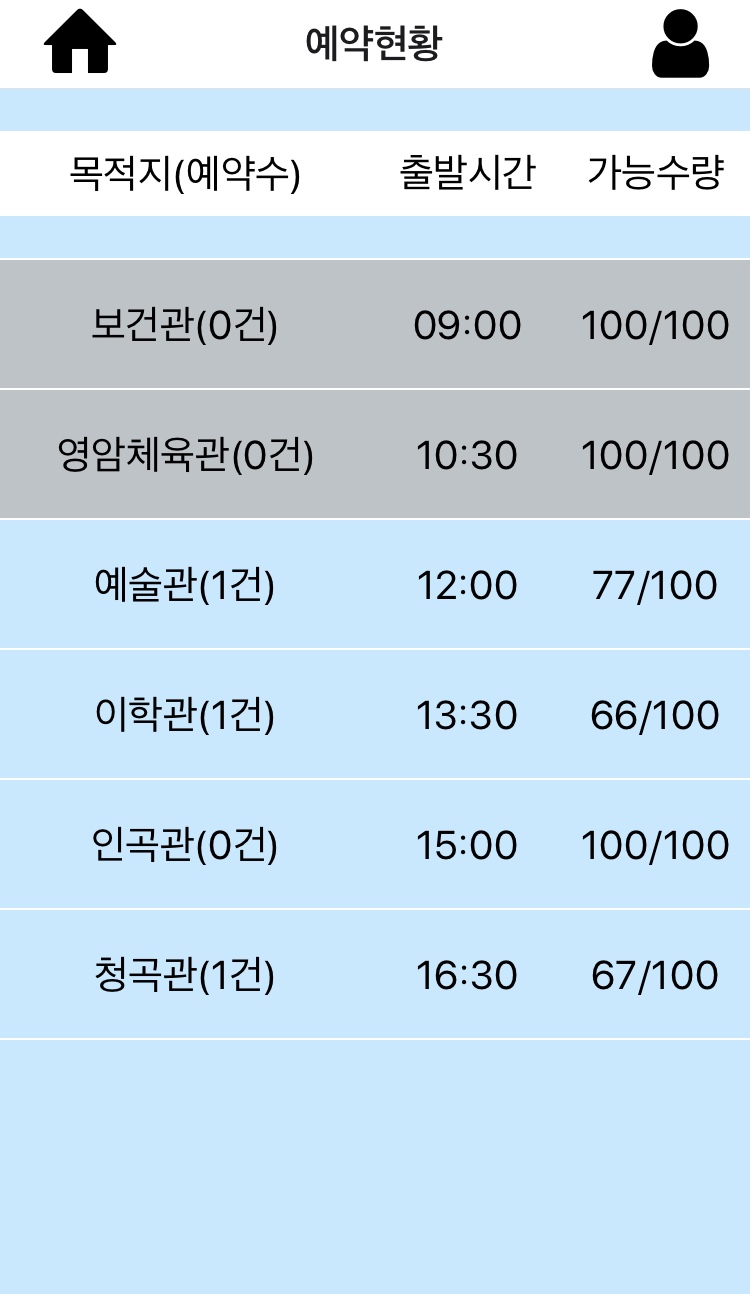 예약현황
목적지(예약수) 출발시간 가능수량
보건관(0건) 09:00 100/100
영암체육관(0건) 10:30 100/100
예술관(1건) 12:00 77/100
이학관(1건) 13:30 66/100
인곡관(0건) 15:00 100/100
청곡관(1건) 16:30 67/100